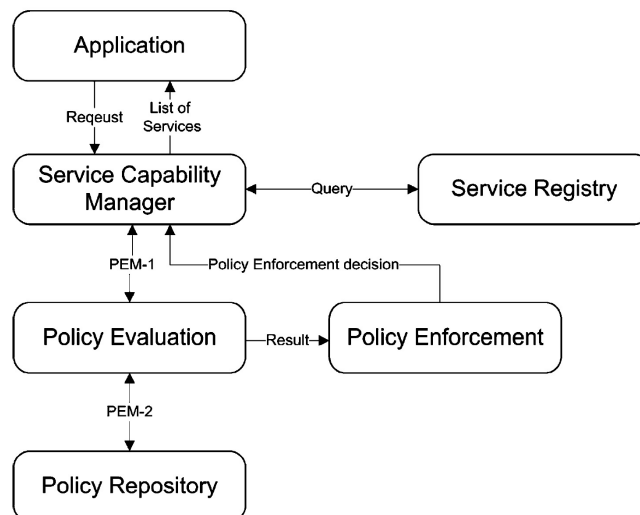 Application
Reqeust
List of
Services
Service Capability
Manager
Query
Service Registry
PEM-1
Policy Enforcement decision
Policy Evaluation
Result
Policy Enforcement
PEM-2
Policy Repository